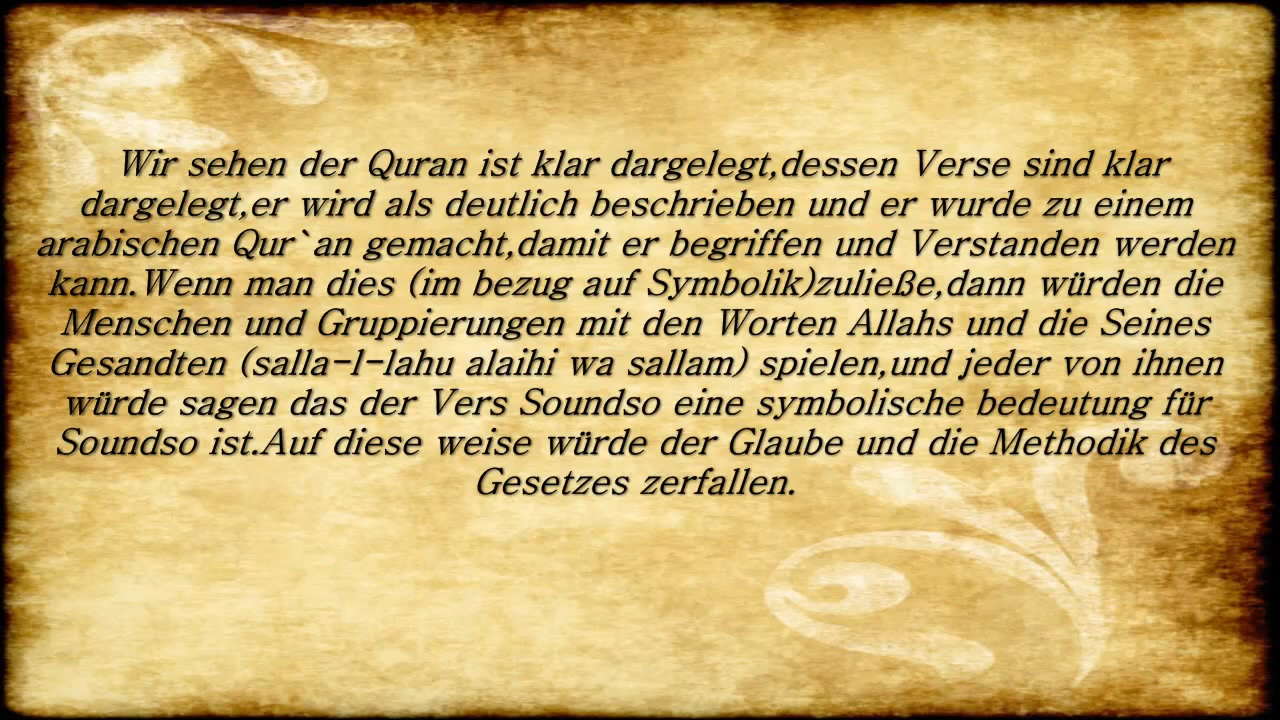 Wir sehen der Quran ist klar dargelegt,dessen Verse sind klar
dargelegt,er wird als deutlich beschrieben und er wurde zu einem
arabischen Qur`an gemacht,damit er begriffen und Verstanden werden
kann.Wenn man dies (im bezug auf Symbolik)zuließe,dann würden die
Menschen und Gruppierungen mit den Worten Allahs und die Seines
Gesandten (salla-l-lahu alaihi wa sallam) spielen,und jeder von ihnen
würde sagen das der Vers Soundso eine symbolische bedeutung für
Soundso ist.Auf diese weise würde der Glaube und die Methodik des
Gesetzes zerfallen.